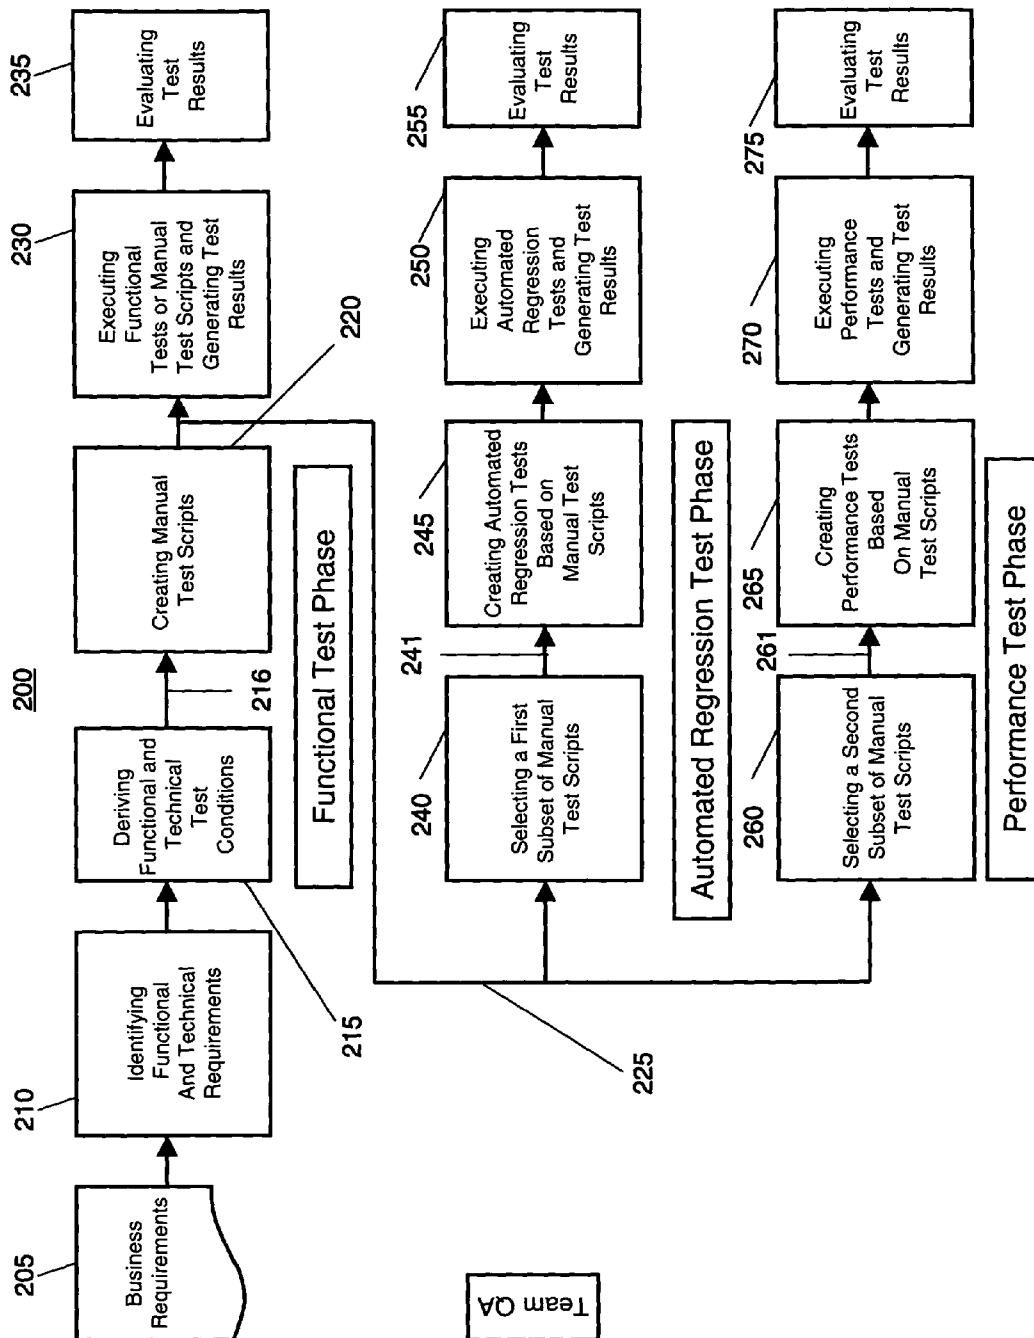 200
205
Business
Requirements
210
Identifying
Functional
And Technical
Requirements
215
Deriving
Functional and
Technical
Test
Conditions
216
Creating Manual
Test Scripts
220
230
Executing
Functional
Tests or Manual
Test Scripts and
Generating Test
Results
235
Evaluating
Test
Results
Functional Test Phase
225
240
Selecting a First
Subset of Manual
Test Scripts
241
245
Creating Automated
Regression Tests
Based on
Manual Test
Scripts
250
Executing
Automated
Regression
Tests and
Generating Test
Results
255
Evaluating
Test
Results
Automated Regression Test Phase
260
Selecting a Second
Subset of Manual
Test Scripts
261
265
Creating
Performance Tests
Based
On Manual
Test Scripts
270
Executing
Performance
Tests and
Generating Test
Results
275
Evaluating
Test
Results
Performance Test Phase
Team QA